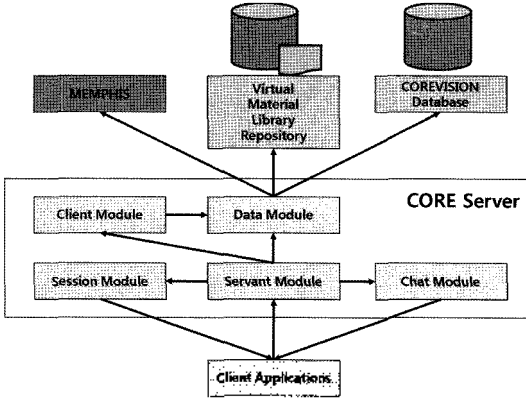 MEMPHIS
Virtual
Material
Library
Repository
COREVISION
Database
CORE Server
Client Module
Data Module
Session Module
Servant Module
Chat Module
Client Applications